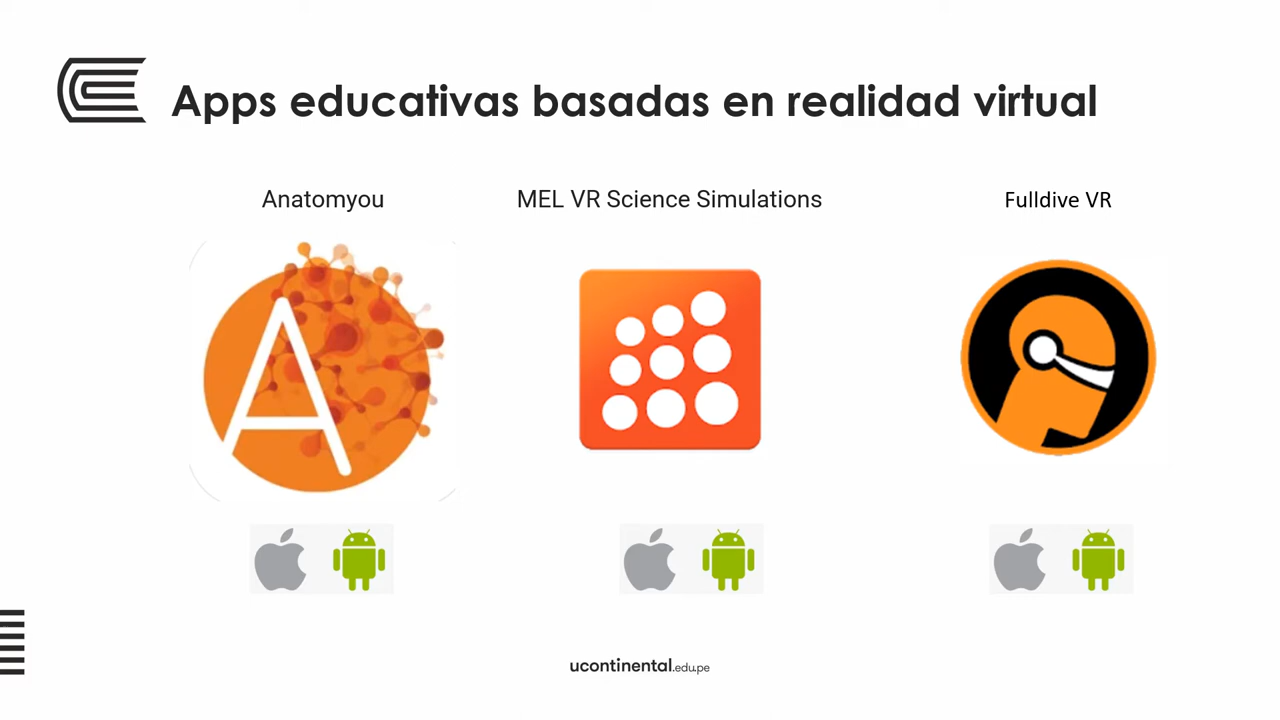 Apps educativas basadas en realidad virtual
Anatomyou
MEL VR Science Simulations
Fulldive VR
A
ucontinental.edu.pe